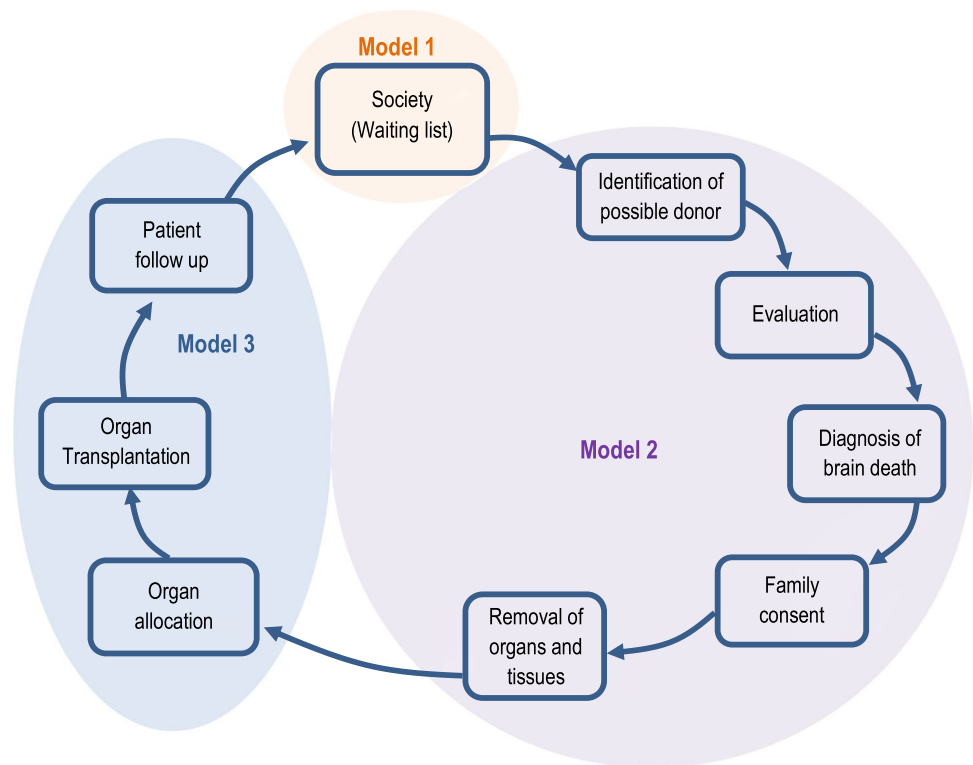 Model 1
Society
(Waiting list)
Identification of
possible donor
Evaluation
Diagnosis of
brain death
Model 2
Family
consent
Removal of
organs and
tissues
Organ
allocation
Organ
Transplantation
Model 3
Patient
follow up